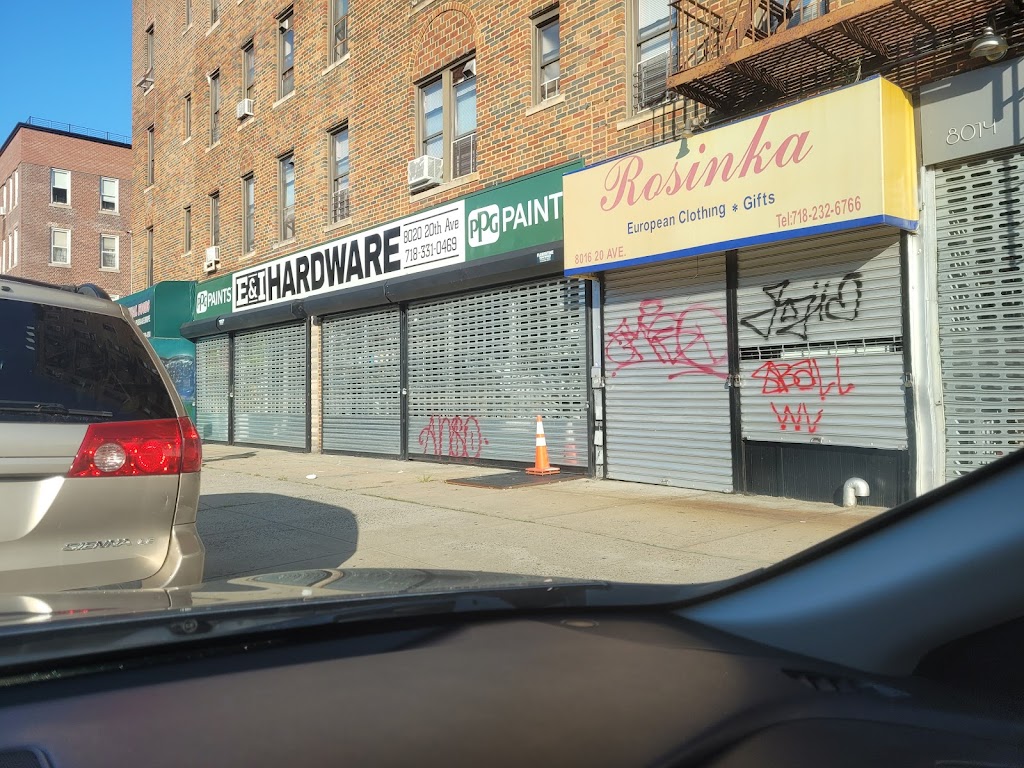 PPG PAINTS
E&I HARDWARE
8020 20th Ave
718-331-0469
PPG PAINT
Rosinka
European Clothing * Gifts
Tel:718-232-6766
8016 20 AVE.
8014
SIENNA LE